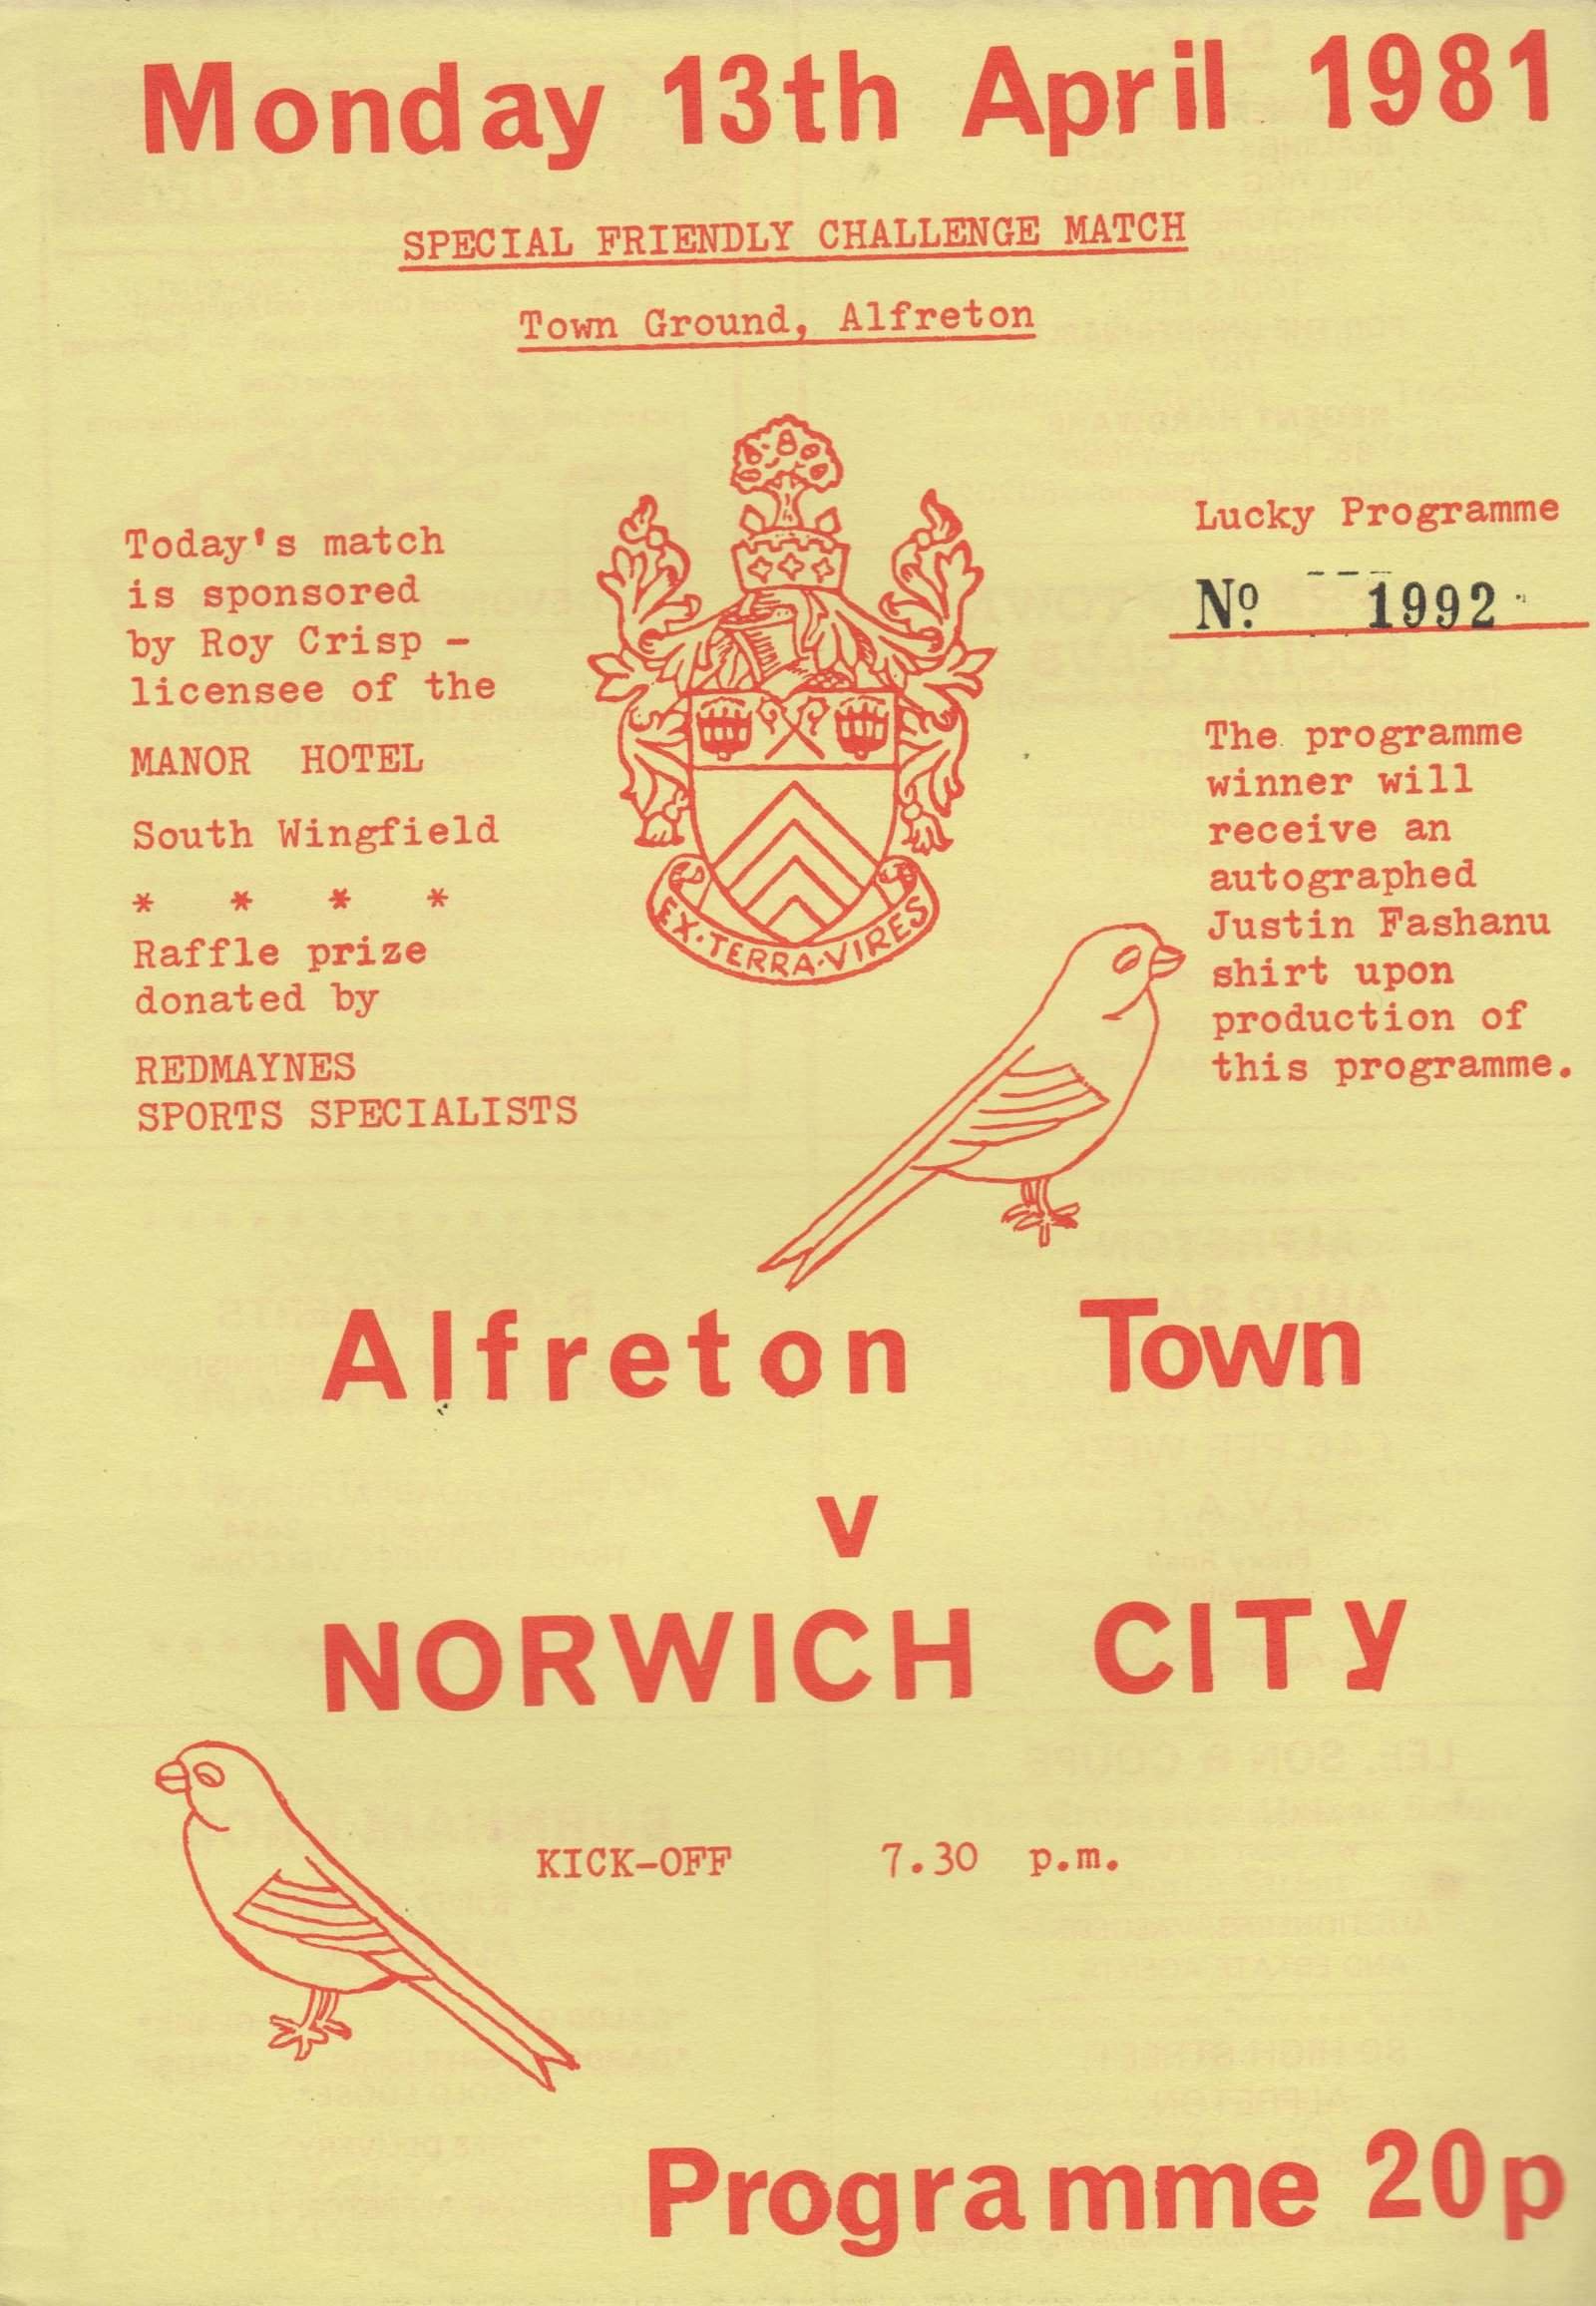 Monday 13th April 1981
SPECIAL FRIENDLY CHALLENGE MATCH
Town Ground, Alfreton
Today's match
is sponsored
by Roy Crisp -
licensee of the
MANOR HOTEL
South Wingfield
* * * *
Raffle prize
donated by
REDMAYNES
SPORTS SPECIALISTS
EX·TERRA·VIRES
Lucky Programme
Nº 1992
The programme
winner will
receive an
autographed
Justin Fashanu
shirt upon
production of
this programme.
Alfreton Town
v
NORWICH CITY
KICK-OFF 7.30 p.m.
Programme 20p